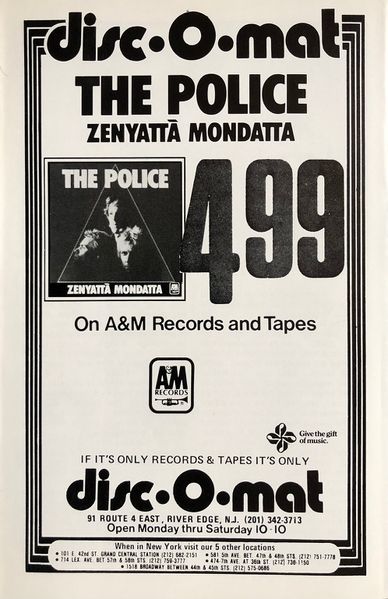 disc•O•mat
THE POLICE
ZENYATTÀ MONDATTA
THE POLICE
ZENYATTÀ MONDATTA
4.99
On A&M Records and Tapes
A&M
RECORDS
Give the gift
of music.
IF IT'S ONLY RECORDS & TAPES IT'S ONLY
disc•O•mat
91 ROUTE 4 EAST, RIVER EDGE, N.J. (201) 342-3713
Open Monday thru Saturday 10-10
When in New York visit our 5 other locations
• 101 E. 42nd ST. GRAND CENTRAL STATION (212) 682-2151 • 581 5th AVE. BET 47th & 48th STS. (212) 751-7778
• 714 LEX. AVE. BET 57th & 58th STS. (212) 759-3777 • 474 7th AVE. AT 36th ST. (212) 736-1150
• 1518 BROADWAY BETWEEN 44th & 45th STS. (212) 575-0686